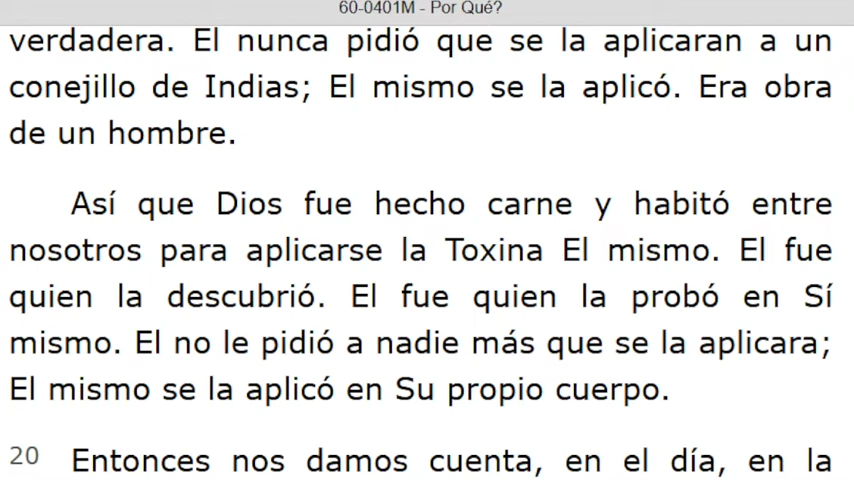 60-0401M - Por Qué?
verdadera. El nunca pidió que se la aplicaran a un
conejillo de Indias; El mismo se la aplicó. Era obra
de un hombre.
Así que Dios fue hecho carne y habitó entre
nosotros para aplicarse la Toxina El mismo. El fue
quien la descubrió. El fue quien la probó en Sí
mismo. El no le pidió a nadie más que se la aplicara;
El mismo se la aplicó en Su propio cuerpo.
20 Entonces nos damos cuenta, en el día, en la